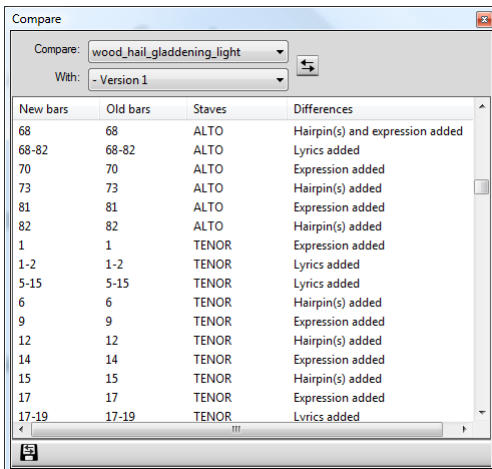 Compare
Compare: wood_hail_gladdening_light
With: - Version 1
New bars Old bars Staves Differences
68 68 ALTO Hairpin(s) and expression added
68-82 68-82 ALTO Lyrics added
70 70 ALTO Expression added
73 73 ALTO Hairpin(s) added
81 81 ALTO Expression added
82 82 ALTO Hairpin(s) added
1 1 TENOR Expression added
1-2 1-2 TENOR Lyrics added
5-15 5-15 TENOR Lyrics added
6 6 TENOR Hairpin(s) added
9 9 TENOR Expression added
12 12 TENOR Hairpin(s) added
14 14 TENOR Expression added
15 15 TENOR Hairpin(s) added
17 17 TENOR Expression added
17-19 17-19 TENOR Lyrics added